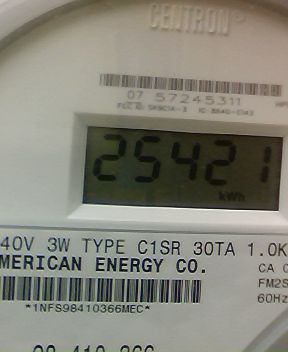 CENTRON
07 57245311
25421
kWh
40V 3W TYPE C1SR 30TA 1.0K
MERICAN ENERGY CO.
CA
FM2S
60Hz
*1NFS98410366MEC*